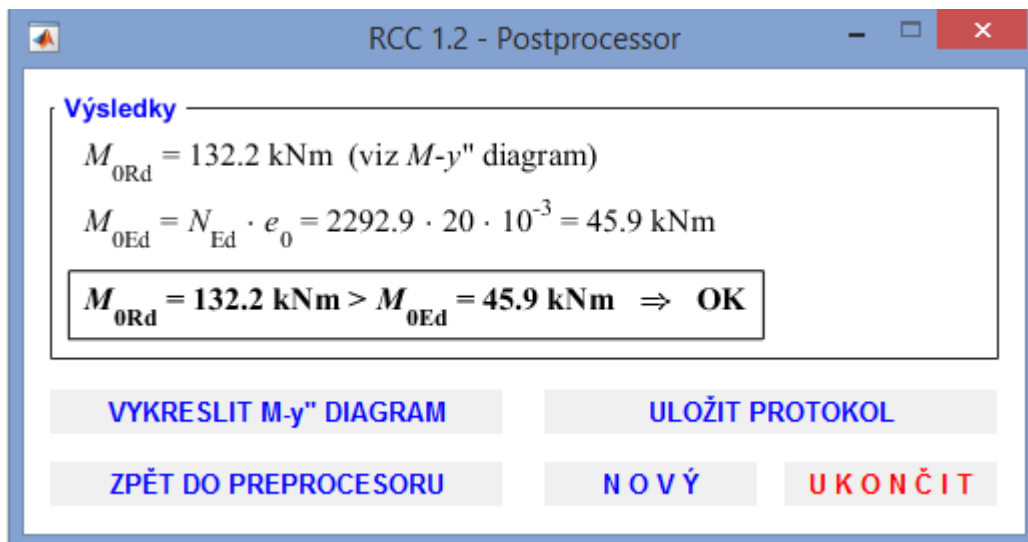 RCC 1.2 - Postprocessor
Výsledky
M0Rd = 132.2 kNm (viz M-y" diagram)
M0Ed = NEd · e0 = 2292.9 · 20 · 10-3 = 45.9 kNm
M0Rd = 132.2 kNm > M0Ed = 45.9 kNm ⇒ OK
VYKRESLIT M-y" DIAGRAM
ULOŽIT PROTOKOL
ZPĚT DO PREPROCESORU
N O V Ý
U K O N Č I T